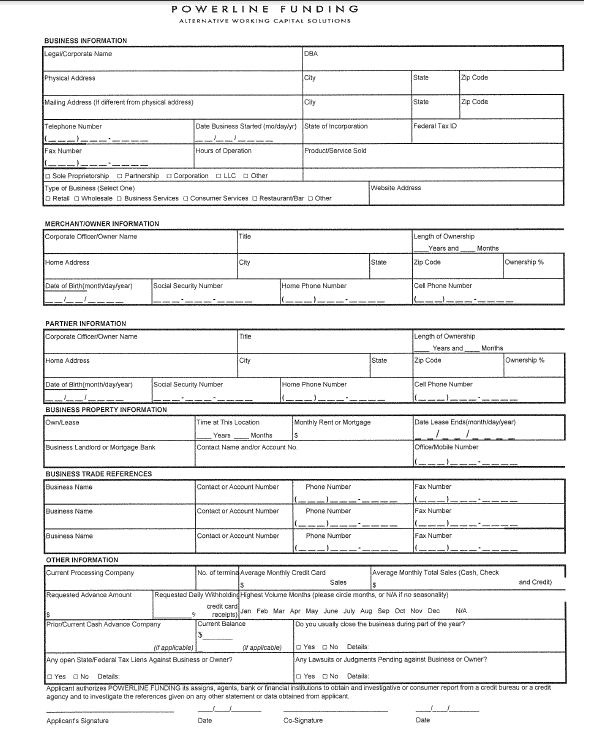 POWERLINE FUNDING
ALTERNATIVE WORKING CAPITAL SOLUTIONS
BUSINESS INFORMATION
Legal/Corporate Name DBA
Physical Address City State Zip Code
Mailing Address (If different from physical address) City State Zip Code
Telephone Number Date Business Started (mo/day/yr) State of Incorporation Federal Tax ID
(_ _ _)_ _ _-_ _ _ _ _ _/_ _/_ _
Fax Number Hours of Operation Product/Service Sold
(_ _ _)_ _ _-_ _ _ _
□ Sole Proprietorship □ Partnership □ Corporation □ LLC □ Other
Type of Business (Select One) Website Address
□ Retail □ Wholesale □ Business Services □ Consumer Services □ Restaurant/Bar □ Other
MERCHANT/OWNER INFORMATION
Corporate Officer/Owner Name Title Length of Ownership
____Years and ____ Months
Home Address City State Zip Code Ownership %
Date of Birth(month/day/year) Social Security Number Home Phone Number Cell Phone Number
_ _/_ _/_ _ _ _ _ _ _-_ _-_ _ _ _ (_ _ _)_ _ _-_ _ _ _ (_ _ _)_ _ _-_ _ _ _
PARTNER INFORMATION
Corporate Officer/Owner Name Title Length of Ownership
____ Years and ____ Months
Home Address City State Zip Code Ownership %
Date of Birth(month/day/year) Social Security Number Home Phone Number Cell Phone Number
_ _/_ _/_ _ _ _ _ _ _-_ _-_ _ _ _ (_ _ _)_ _ _-_ _ _ _ (_ _ _)_ _ _-_ _ _ _
BUSINESS PROPERTY INFORMATION
Own/Lease Time at This Location Monthly Rent or Mortgage Date Lease Ends(month/day/year)
____ Years ____ Months $ _ _/_ _/_ _ _ _
Business Landlord or Mortgage Bank Contact Name and/or Account No. Office/Mobile Number
(_ _ _)_ _ _-_ _ _ _
BUSINESS TRADE REFERENCES
Business Name Contact or Account Number Phone Number Fax Number
(_ _ _)_ _ _-_ _ _ _ (_ _ _)_ _ _-_ _ _ _
Business Name Contact or Account Number Phone Number Fax Number
(_ _ _)_ _ _-_ _ _ _ (_ _ _)_ _ _-_ _ _ _
Business Name Contact or Account Number Phone Number Fax Number
(_ _ _)_ _ _-_ _ _ _ (_ _ _)_ _ _-_ _ _ _
OTHER INFORMATION
Current Processing Company No. of termina Average Monthly Credit Card Average Monthly Total Sales (Cash, Check
$ Sales $ and Credit)
Requested Advance Amount Requested Daily Withholding Highest Volume Months (please circle months, or N/A if no seasonality)
$ % credit card receipts) Jan Feb Mar Apr May June July Aug Sep Oct Nov Dec N/A
Prior/Current Cash Advance Company Current Balance Do you usually close the business during part of the year?
$
(if applicable) (if applicable) □ Yes □ No Details:
Any open State/Federal Tax Liens Against Business or Owner? Any Lawsuits or Judgments Pending against Business or Owner?
□ Yes □ No Details: □ Yes □ No Details:
Applicant authorizes POWERLINE FUNDING its assigns, agents, bank or financial institutions to obtain and investigative or consumer report from a credit bureau or a credit
agency and to investigate the references given on any other statement or data obtained from applicant.
____/____/____ ____/____/____
Applicant's Signature Date Co-Signature Date